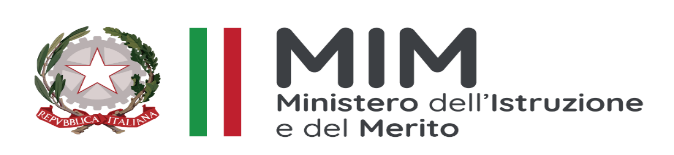 MIM
Ministero dell'Istruzione
e del Merito
REPVBBLICA ITALIANA